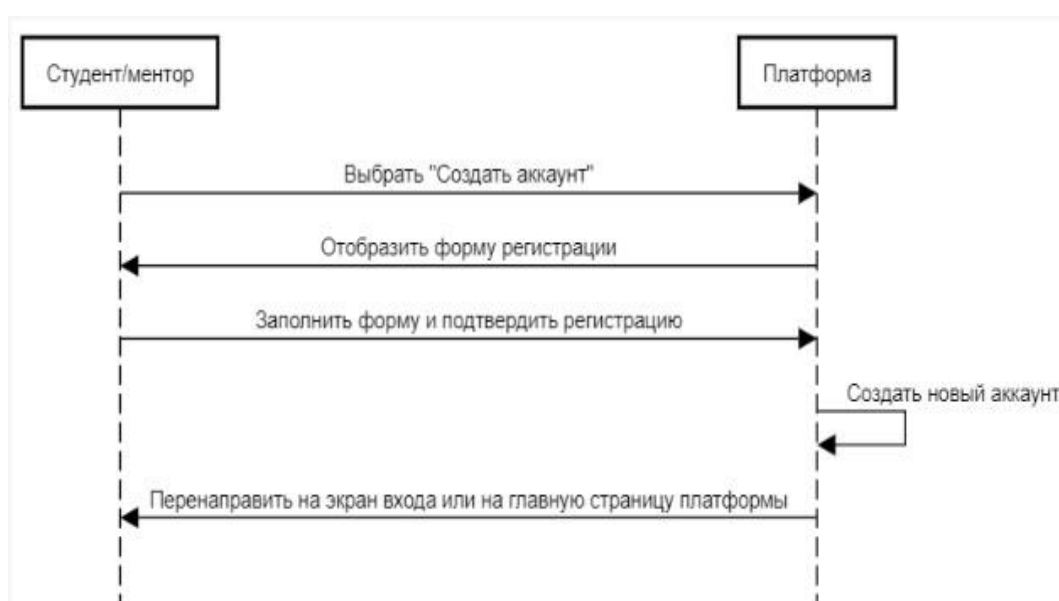 Студент/ментор
Платформа
Выбрать "Создать аккаунт"
Отобразить форму регистрации
Заполнить форму и подтвердить регистрацию
Создать новый аккаунт
Перенаправить на экран входа или на главную страницу платформы